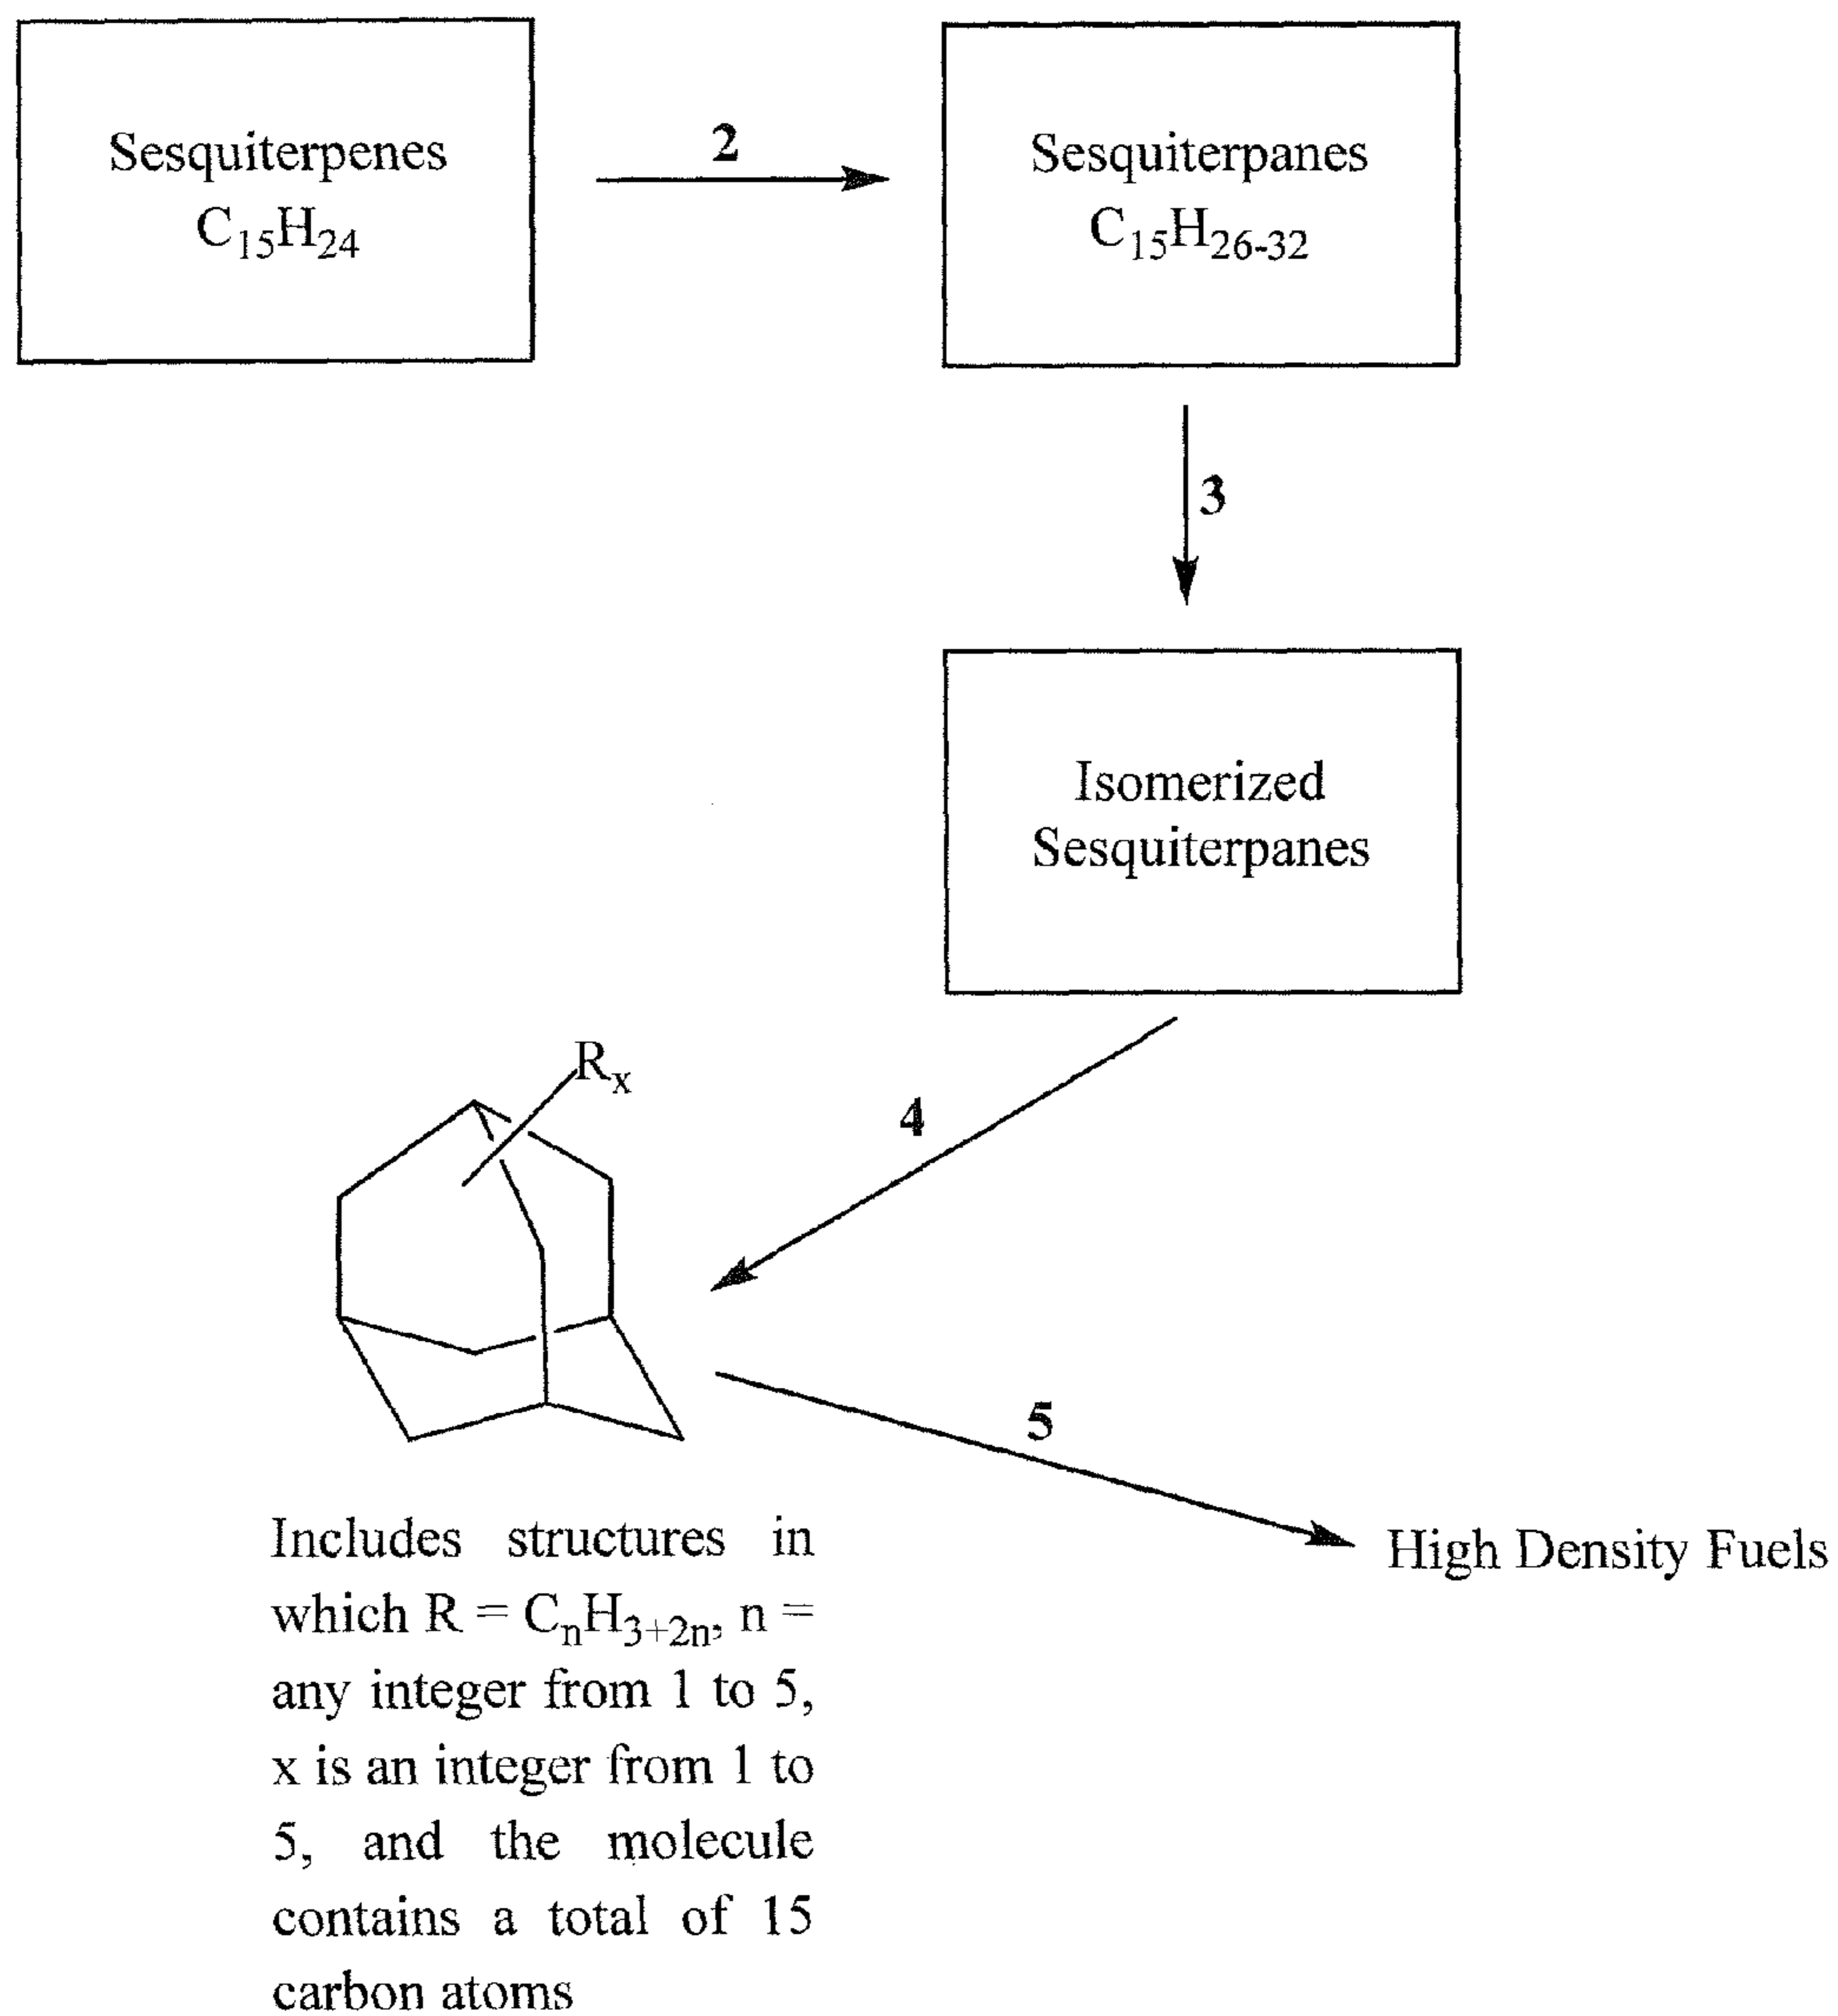 Sesquiterpenes
C₁₅H₂₄
2
Sesquiterpanes
C₁₅H₂₆₋₃₂
3
Isomerized
Sesquiterpanes
4
Rₓ
5
High Density Fuels
Includes structures in
which R = CₙH₃₊₂ₙ, n =
any integer from 1 to 5,
x is an integer from 1 to
5, and the molecule
contains a total of 15
carbon atoms